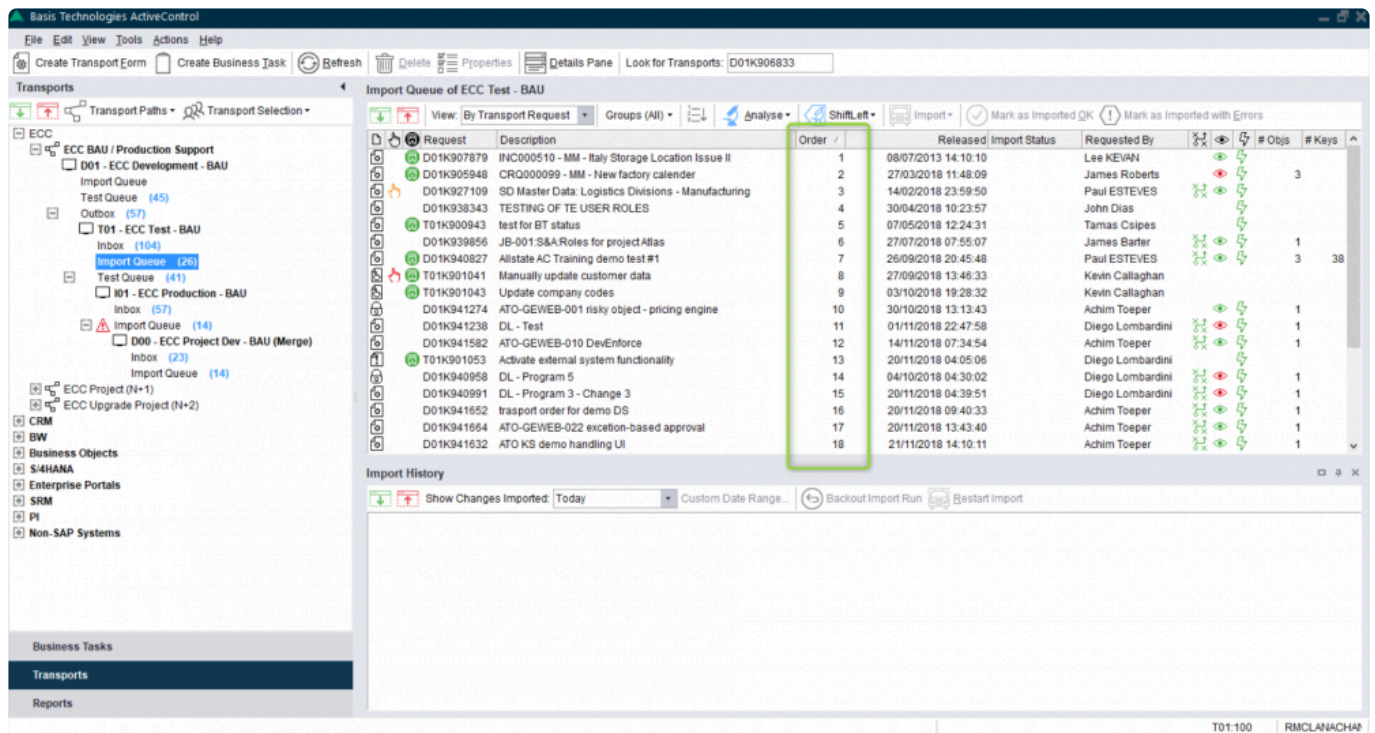 Basis Technologies ActiveControl
File Edit View Tools Actions Help
Create Transport Form Create Business Task Refresh Delete Properties Details Pane Look for Transports: D01K906833
Transports
Transport Paths Transport Selection
ECC
ECC BAU / Production Support
D01 - ECC Development - BAU
Import Queue
Test Queue (45)
Outbox (57)
T01 - ECC Test - BAU
Inbox (104)
Import Queue (26)
Test Queue (41)
I01 - ECC Production - BAU
Inbox (57)
Import Queue (14)
D00 - ECC Project Dev - BAU (Merge)
Inbox (23)
Import Queue (14)
ECC Project (N+1)
ECC Upgrade Project (N+2)
CRM
BW
Business Objects
S/4HANA
Enterprise Portals
SRM
PI
Non-SAP Systems
Business Tasks
Transports
Reports
Import Queue of ECC Test - BAU
View: By Transport Request Groups (All) Analyse ShiftLeft Import Mark as Imported OK Mark as Imported with Errors
Request Description Order Released Import Status Requested By # Objs # Keys
D01K907879 INC000510 - MM - Italy Storage Location Issue II 1 08/07/2013 14:10:10 Lee KEVAN
D01K905948 CRQ000099 - MM - New factory calender 2 27/03/2018 11:48:09 James Roberts 3
D01K927109 SD Master Data: Logistics Divisions - Manufacturing 3 14/02/2018 23:59:50 Paul ESTEVES
D01K938343 TESTING OF TE USER ROLES 4 30/04/2018 10:23:57 John Dias
T01K900943 test for BT status 5 07/05/2018 12:24:31 Tamas Csipes
D01K939856 JB-001:S&A:Roles for project Atlas 6 27/07/2018 07:55:07 James Barter 1
D01K940827 Allstate AC Training demo test #1 7 26/09/2018 20:45:48 Paul ESTEVES 3 38
T01K901041 Manually update customer data 8 27/09/2018 13:46:33 Kevin Callaghan
T01K901043 Update company codes 9 03/10/2018 19:28:32 Kevin Callaghan
D01K941274 ATO-GEWEB-001 risky object - pricing engine 10 30/10/2018 13:13:43 Achim Toeper 1
D01K941238 DL - Test 11 01/11/2018 22:47:58 Diego Lombardini 1
D01K941582 ATO-GEWEB-010 DevEnforce 12 14/11/2018 07:34:54 Achim Toeper 1
T01K901053 Activate external system functionality 13 20/11/2018 04:05:06 Diego Lombardini
D01K940958 DL - Program 5 14 04/10/2018 04:30:02 Diego Lombardini 1
D01K940991 DL - Program 3 - Change 3 15 20/11/2018 04:39:51 Diego Lombardini 1
D01K941652 trasport order for demo DS 16 20/11/2018 09:40:33 Achim Toeper 1
D01K941664 ATO-GEWEB-022 excetion-based approval 17 20/11/2018 13:43:40 Achim Toeper 1
D01K941632 ATO KS demo handling UI 18 21/11/2018 14:10:11 Achim Toeper 1
Import History
Show Changes Imported: Today Custom Date Range... Backout Import Run Restart Import
T01:100 RMCLANACHAN